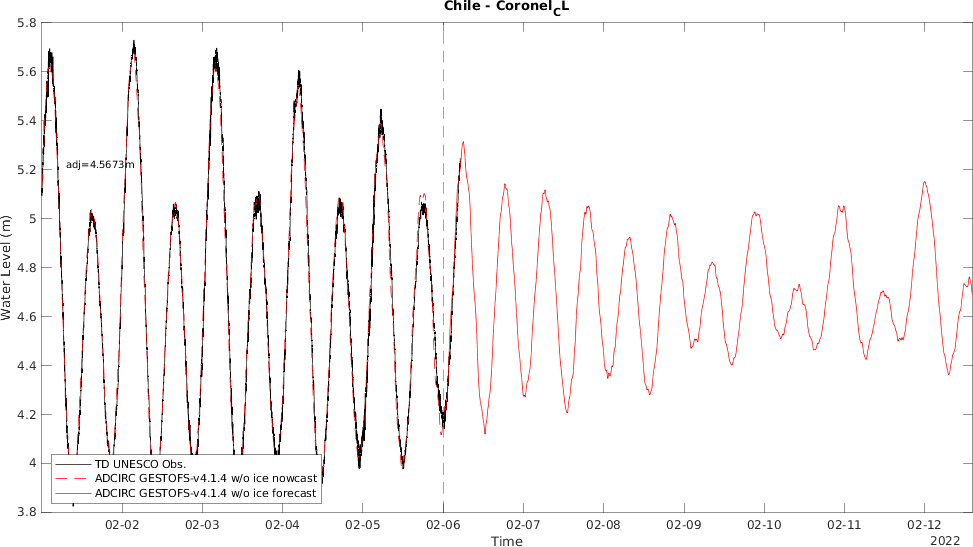 Chile - Coronel_CL
5.8
5.6
5.4
5.2
5
4.8
4.6
4.4
4.2
4
3.8
Water Level (m)
adj=4.5673m
TD UNESCO Obs.
ADCIRC GESTOFS-v4.1.4 w/o ice nowcast
ADCIRC GESTOFS-v4.1.4 w/o ice forecast
02-02 02-03 02-04 02-05 02-06 02-07 02-08 02-09 02-10 02-11 02-12
Time
2022